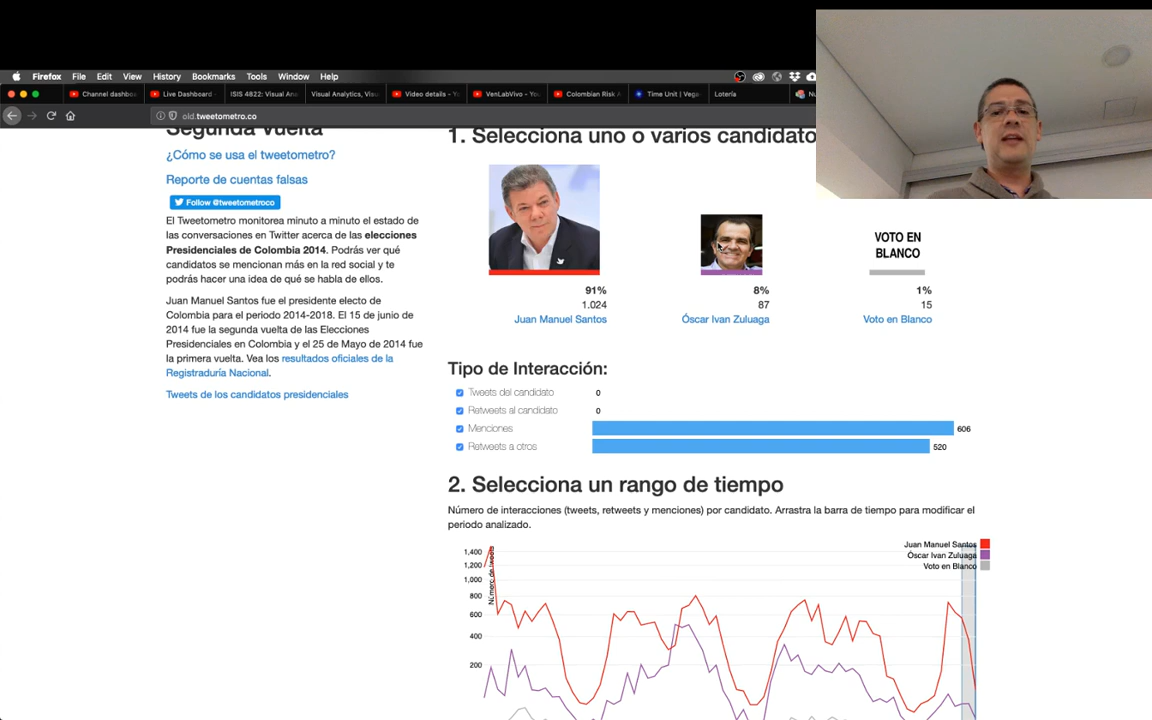 Firefox File Edit View History Bookmarks Tools Window Help
Channel dashbo
Live Dashboard -
ISIS 4822: Visual Ana
Visual Analytics, Visu
Video details - Yo
VenLabVivo - You
Colombian Risk A
Time Unit | Vega
Lotería
Nu
old.tweetometro.co
Segunda Vuelta
¿Cómo se usa el tweetometro?
Reporte de cuentas falsas
Follow @tweetometroco
El Tweetometro monitorea minuto a minuto el estado de
las conversaciones en Twitter acerca de las elecciones
Presidenciales de Colombia 2014. Podrás ver qué
candidatos se mencionan más en la red social y te
podrás hacer una idea de qué se habla de ellos.
Juan Manuel Santos fue el presidente electo de
Colombia para el periodo 2014-2018. El 15 de junio de
2014 fue la segunda vuelta de las Elecciones
Presidenciales en Colombia y el 25 de Mayo de 2014 fue
la primera vuelta. Vea los resultados oficiales de la
Registraduría Nacional.
Tweets de los candidatos presidenciales
1. Selecciona uno o varios candidato
VOTO EN
BLANCO
91% 8% 1%
1.024 87 15
Juan Manuel Santos Óscar Ivan Zuluaga Voto en Blanco
Tipo de Interacción:
Tweets del candidato 0
Retweets al candidato 0
Menciones 606
Retweets a otros 520
2. Selecciona un rango de tiempo
Número de interacciones (tweets, retweets y menciones) por candidato. Arrastra la barra de tiempo para modificar el
periodo analizado.
Juan Manuel Santos
Óscar Ivan Zuluaga
Voto en Blanco
Número de tweets
1,400
1,200
1,000
800
600
400
200